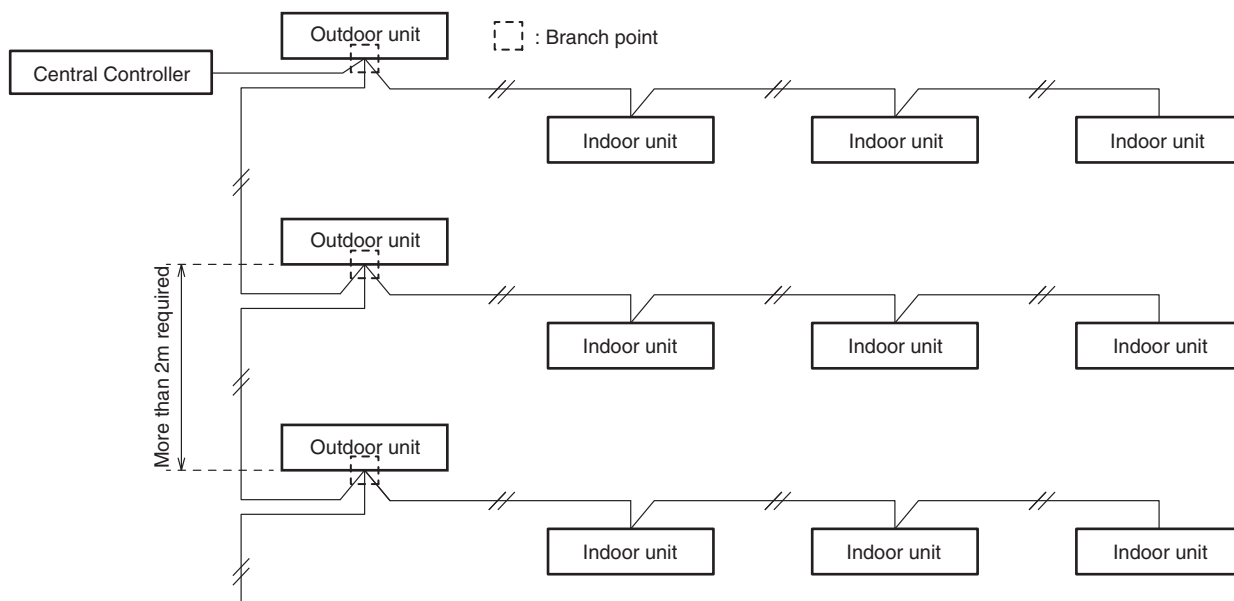 Outdoor unit
: Branch point
Central Controller
Indoor unit
Indoor unit
Indoor unit
Outdoor unit
More than 2m required
Indoor unit
Indoor unit
Indoor unit
Outdoor unit
Indoor unit
Indoor unit
Indoor unit